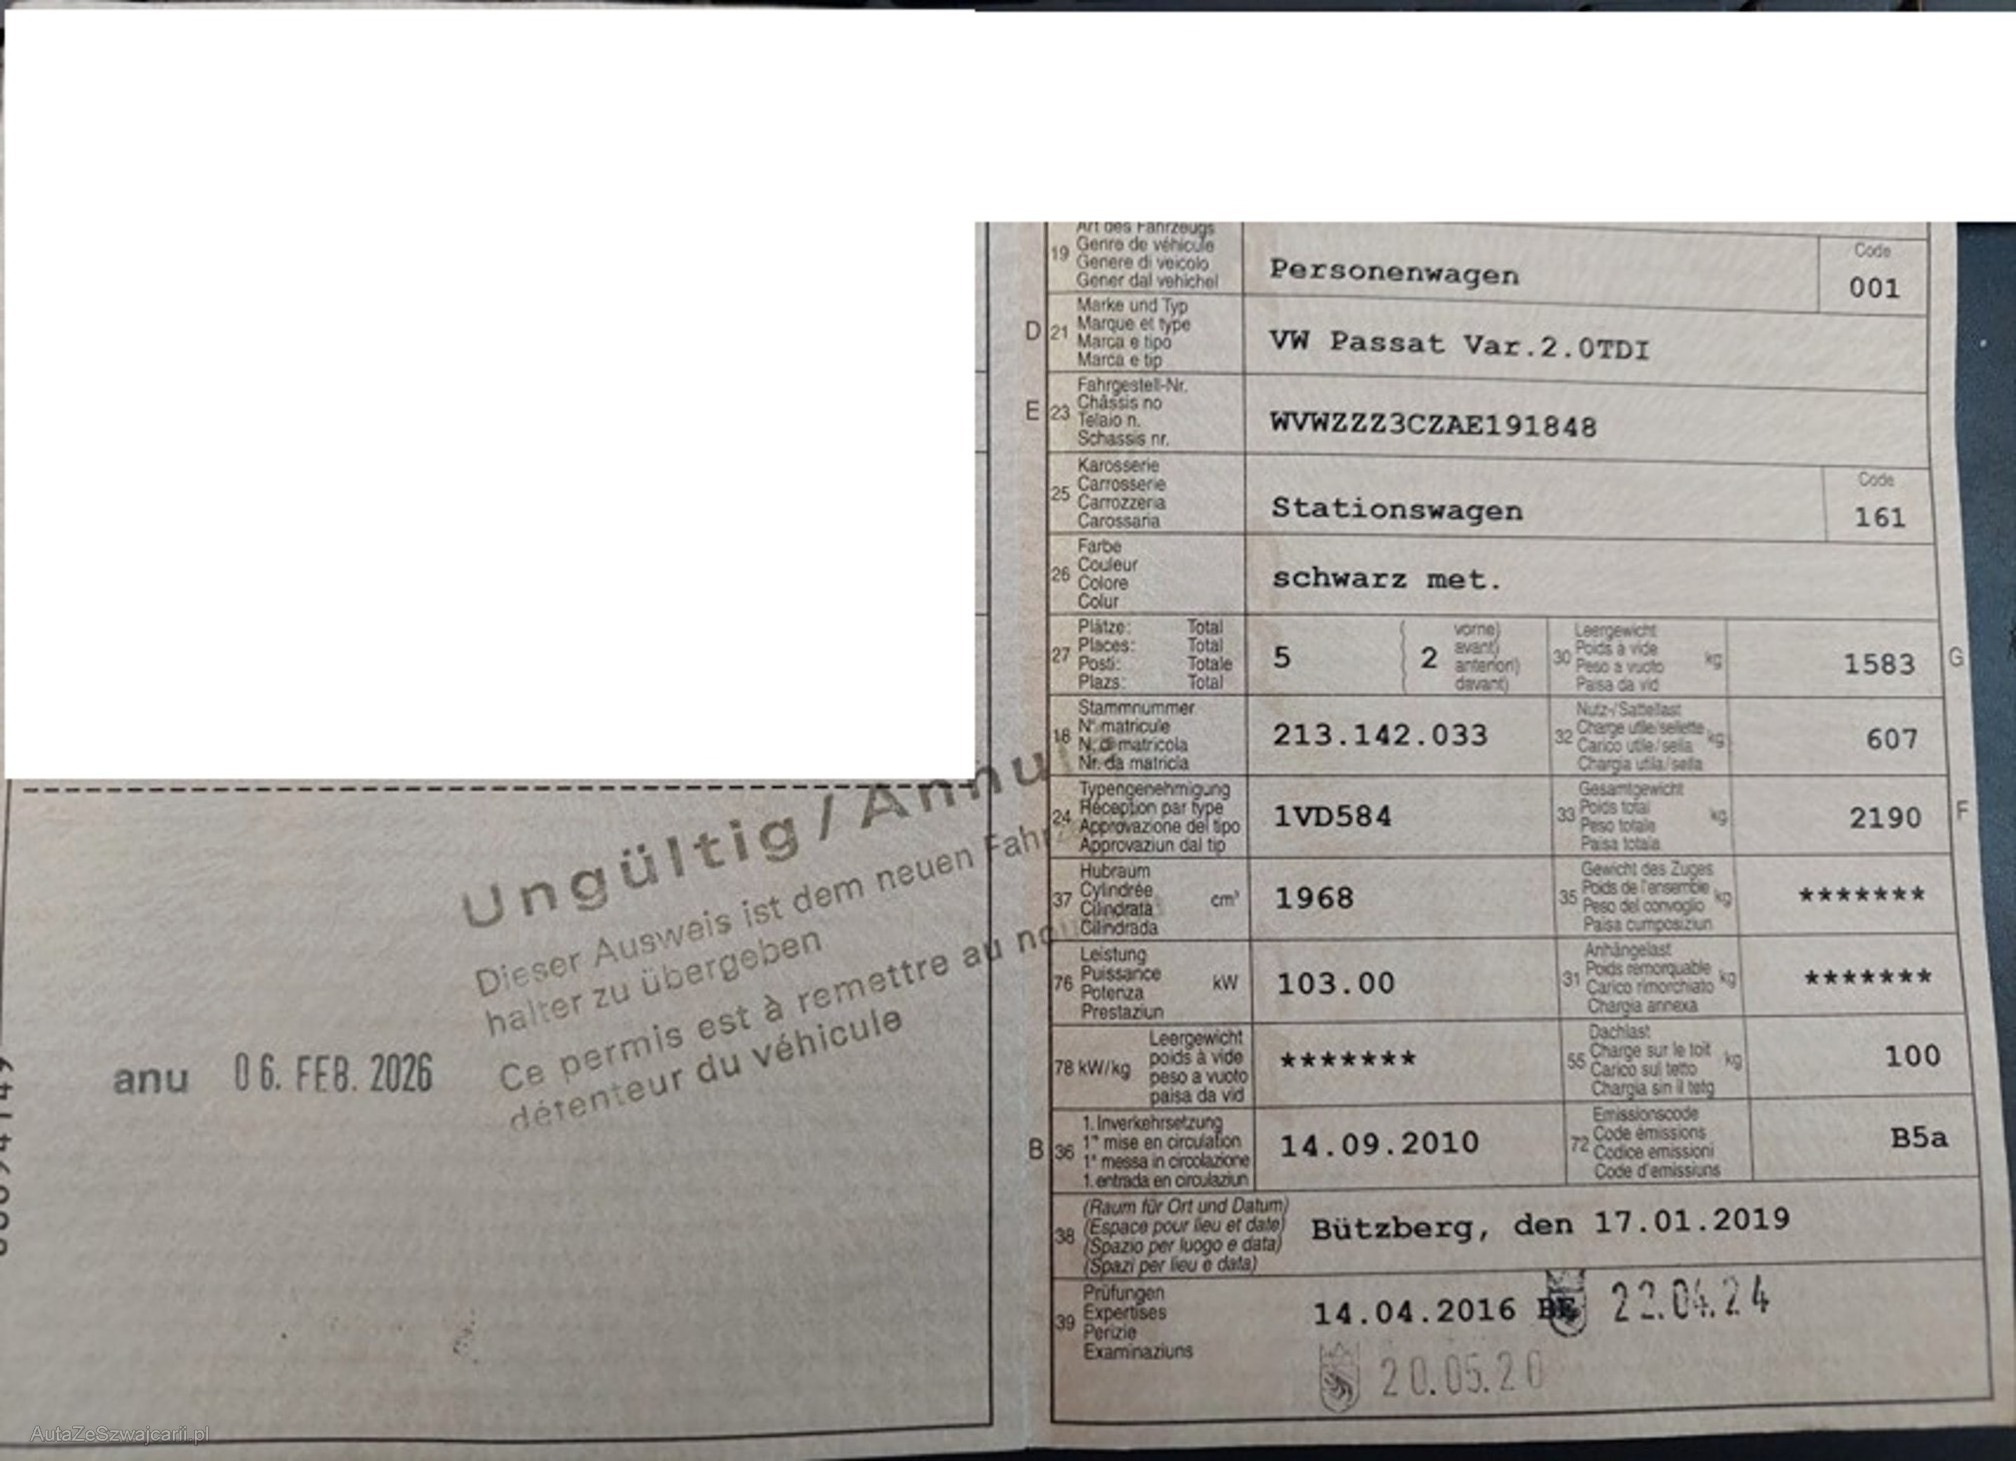 Art des Fahrzeugs
19 Genre de véhicule
Genere di veicolo
Gener dal vehichel
Personenwagen
Code
001
D 21 Marke und Typ
Marque et type
Marca e tipo
Marca e tip
VW Passat Var.2.0TDI
E 23 Fahrgestell-Nr.
Châssis no
Telaio n.
Schassis nr.
WVWZZZ3CZAE191848
25 Karosserie
Carrosserie
Carrozzeria
Carossaria
Stationswagen
Code
161
26 Farbe
Couleur
Colore
Colur
schwarz met.
27 Plätze: Total
Places: Total
Posti: Totale
Plazs: Total
5
2
vorne)
avant)
anteriori)
davant)
30 Leergewicht
Poids à vide
Peso a vuoto
Paisa da vid
kg
1583
G
18 Stammnummer
N° matricule
N. di matricola
Nr. da matricla
213.142.033
32 Nutz-/Sattellast
Charge utile/sellette
Carico utile/sella
Chargia utila/sella
kg
607
24 Typengenehmigung
Réception par type
Approvazione del tipo
Approvaziun dal tip
1VD584
33 Gesamtgewicht
Poids total
Peso totale
Paisa totala
kg
2190
F
37 Hubraum
Cylindrée
Cilindrata
Cilindrada
cm³
1968
35 Gewicht des Zuges
Poids de l'ensemble
Peso del convoglio
Paisa cumposiziun
kg
*******
76 Leistung
Puissance
Potenza
Prestaziun
kW
103.00
31 Anhängelast
Poids remorquable
Carico rimorchiato
Chargia annexa
kg
*******
78 kW/kg
Leergewicht
poids à vide
peso a vuoto
paisa da vid
*******
55 Dachlast
Charge sur le toit
Carico sul tetto
Chargia sin il tetg
kg
100
B 36 1. Inverkehrsetzung
1re mise en circulation
1a messa in circolazione
1. entrada en circulaziun
14.09.2010
72 Emissionscode
Code émissions
Codice emissioni
Code d'emissiuns
B5a
38 (Raum für Ort und Datum)
(Espace pour lieu et date)
(Spazio per luogo e data)
(Spazi per lieu e data)
Bützberg, den 17.01.2019
39 Prüfungen
Expertises
Perizie
Examinaziuns
14.04.2016 BE
22.04.24
20.05.20
Ungültig / Annu
Dieser Ausweis ist dem neuen Fahr
halter zu übergeben
Ce permis est à remettre au no
détenteur du véhicule
anu 06. FEB. 2026
AutaZeSzwajcarii.pl